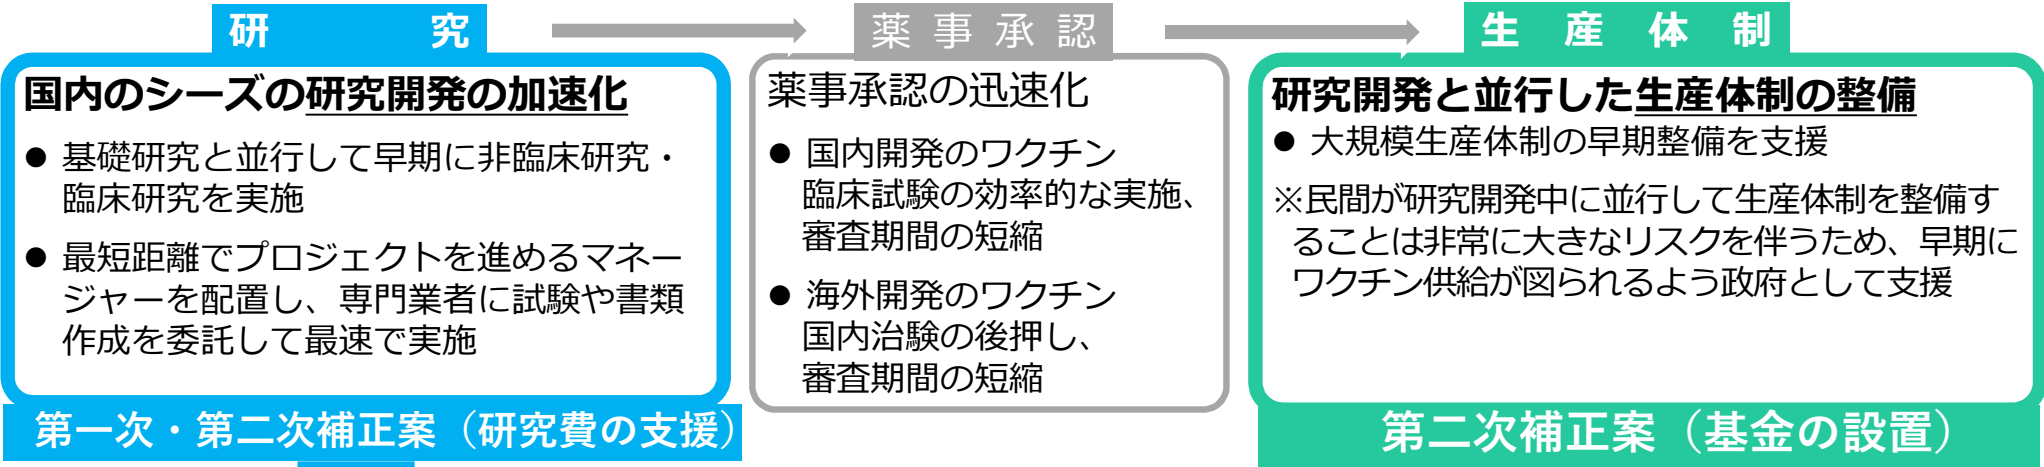 研究
国内のシーズの研究開発の加速化
● 基礎研究と並行して早期に非臨床研究・
臨床研究を実施
● 最短距離でプロジェクトを進めるマネー
ジャーを配置し、専門業者に試験や書類
作成を委託して最速で実施
第一次・第二次補正案（研究費の支援）
薬事承認
薬事承認の迅速化
● 国内開発のワクチン
臨床試験の効率的な実施、
審査期間の短縮
● 海外開発のワクチン
国内治験の後押し、
審査期間の短縮
生産体制
研究開発と並行した生産体制の整備
● 大規模生産体制の早期整備を支援
※民間が研究開発中に並行して生産体制を整備す
ることは非常に大きなリスクを伴うため、早期に
ワクチン供給が図られるよう政府として支援
第二次補正案（基金の設置）